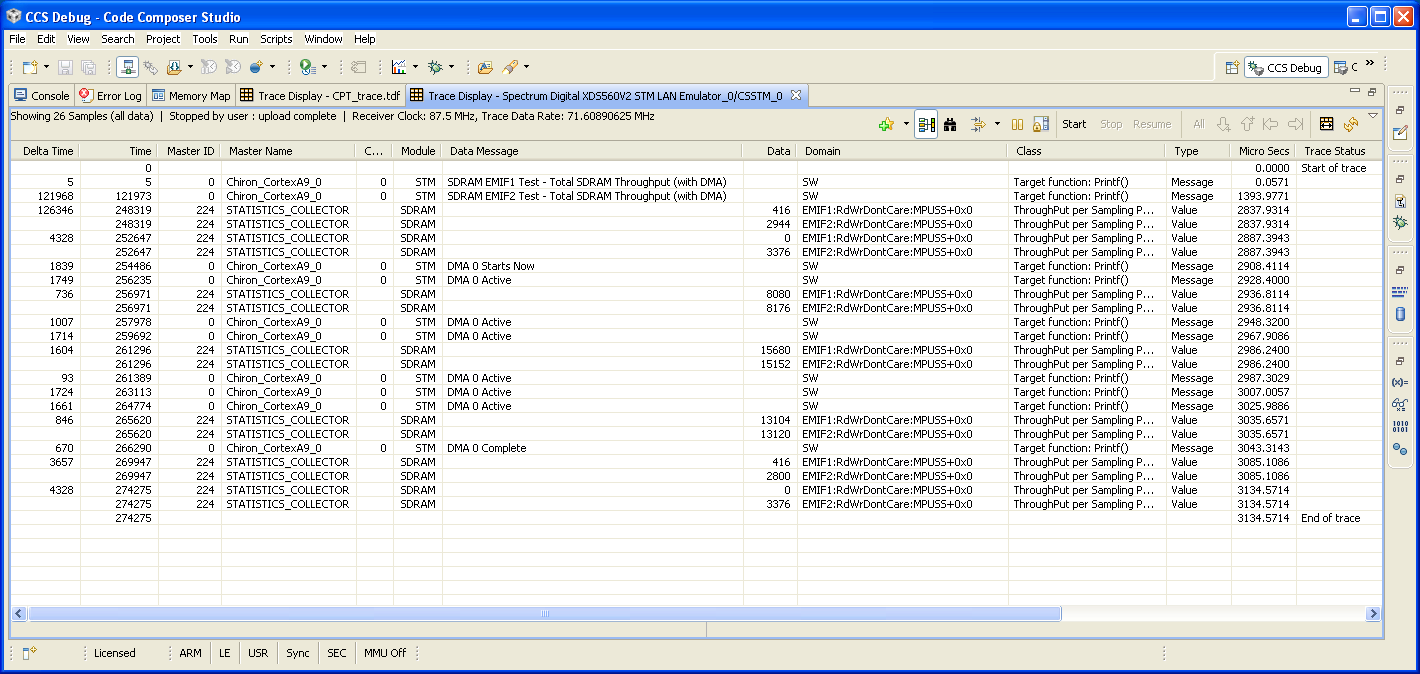 CCS Debug - Code Composer Studio
File Edit View Search Project Tools Run Scripts Window Help
CCS Debug C »
Console Error Log Memory Map Trace Display - CPT_trace.tdf Trace Display - Spectrum Digital XDS560V2 STM LAN Emulator_0/CSSTM_0
Showing 26 Samples (all data) | Stopped by user : upload complete | Receiver Clock : 87.5 MHz, Trace Data Rate: 71.60890625 MHz
Start Stop Resume All
Delta Time Time Master ID Master Name C... Module Data Message Data Domain Class Type Micro Secs Trace Status
0 0.0000 Start of trace
5 5 0 Chiron_CortexA9_0 0 STM SDRAM EMIF1 Test - Total SDRAM Throughput (with DMA) SW Target function: Printf() Message 0.0571
121968 121973 0 Chiron_CortexA9_0 0 STM SDRAM EMIF2 Test - Total SDRAM Throughput (with DMA) SW Target function: Printf() Message 1393.9771
126346 248319 224 STATISTICS_COLLECTOR SDRAM 416 EMIF1:RdWrDontCare:MPUSS+0x0 ThroughPut per Sampling P... Value 2837.9314
248319 224 STATISTICS_COLLECTOR SDRAM 2944 EMIF2:RdWrDontCare:MPUSS+0x0 ThroughPut per Sampling P... Value 2837.9314
4328 252647 224 STATISTICS_COLLECTOR SDRAM 0 EMIF1:RdWrDontCare:MPUSS+0x0 ThroughPut per Sampling P... Value 2887.3943
252647 224 STATISTICS_COLLECTOR SDRAM 3376 EMIF2:RdWrDontCare:MPUSS+0x0 ThroughPut per Sampling P... Value 2887.3943
1839 254486 0 Chiron_CortexA9_0 0 STM DMA 0 Starts Now SW Target function: Printf() Message 2908.4114
1749 256235 0 Chiron_CortexA9_0 0 STM DMA 0 Active SW Target function: Printf() Message 2928.4000
736 256971 224 STATISTICS_COLLECTOR SDRAM 8080 EMIF1:RdWrDontCare:MPUSS+0x0 ThroughPut per Sampling P... Value 2936.8114
256971 224 STATISTICS_COLLECTOR SDRAM 8176 EMIF2:RdWrDontCare:MPUSS+0x0 ThroughPut per Sampling P... Value 2936.8114
1007 257978 0 Chiron_CortexA9_0 0 STM DMA 0 Active SW Target function: Printf() Message 2948.3200
1714 259692 0 Chiron_CortexA9_0 0 STM DMA 0 Active SW Target function: Printf() Message 2967.9086
1604 261296 224 STATISTICS_COLLECTOR SDRAM 15680 EMIF1:RdWrDontCare:MPUSS+0x0 ThroughPut per Sampling P... Value 2986.2400
261296 224 STATISTICS_COLLECTOR SDRAM 15152 EMIF2:RdWrDontCare:MPUSS+0x0 ThroughPut per Sampling P... Value 2986.2400
93 261389 0 Chiron_CortexA9_0 0 STM DMA 0 Active SW Target function: Printf() Message 2987.3029
1724 263113 0 Chiron_CortexA9_0 0 STM DMA 0 Active SW Target function: Printf() Message 3007.0057
1661 264774 0 Chiron_CortexA9_0 0 STM DMA 0 Active SW Target function: Printf() Message 3025.9886
846 265620 224 STATISTICS_COLLECTOR SDRAM 13104 EMIF1:RdWrDontCare:MPUSS+0x0 ThroughPut per Sampling P... Value 3035.6571
265620 224 STATISTICS_COLLECTOR SDRAM 13120 EMIF2:RdWrDontCare:MPUSS+0x0 ThroughPut per Sampling P... Value 3035.6571
670 266290 0 Chiron_CortexA9_0 0 STM DMA 0 Complete SW Target function: Printf() Message 3043.3143
3657 269947 224 STATISTICS_COLLECTOR SDRAM 416 EMIF1:RdWrDontCare:MPUSS+0x0 ThroughPut per Sampling P... Value 3085.1086
269947 224 STATISTICS_COLLECTOR SDRAM 2800 EMIF2:RdWrDontCare:MPUSS+0x0 ThroughPut per Sampling P... Value 3085.1086
4328 274275 224 STATISTICS_COLLECTOR SDRAM 0 EMIF1:RdWrDontCare:MPUSS+0x0 ThroughPut per Sampling P... Value 3134.5714
274275 224 STATISTICS_COLLECTOR SDRAM 3376 EMIF2:RdWrDontCare:MPUSS+0x0 ThroughPut per Sampling P... Value 3134.5714
274275 3134.5714 End of trace
(x)=
1010
0101
Licensed ARM LE USR Sync SEC MMU Off